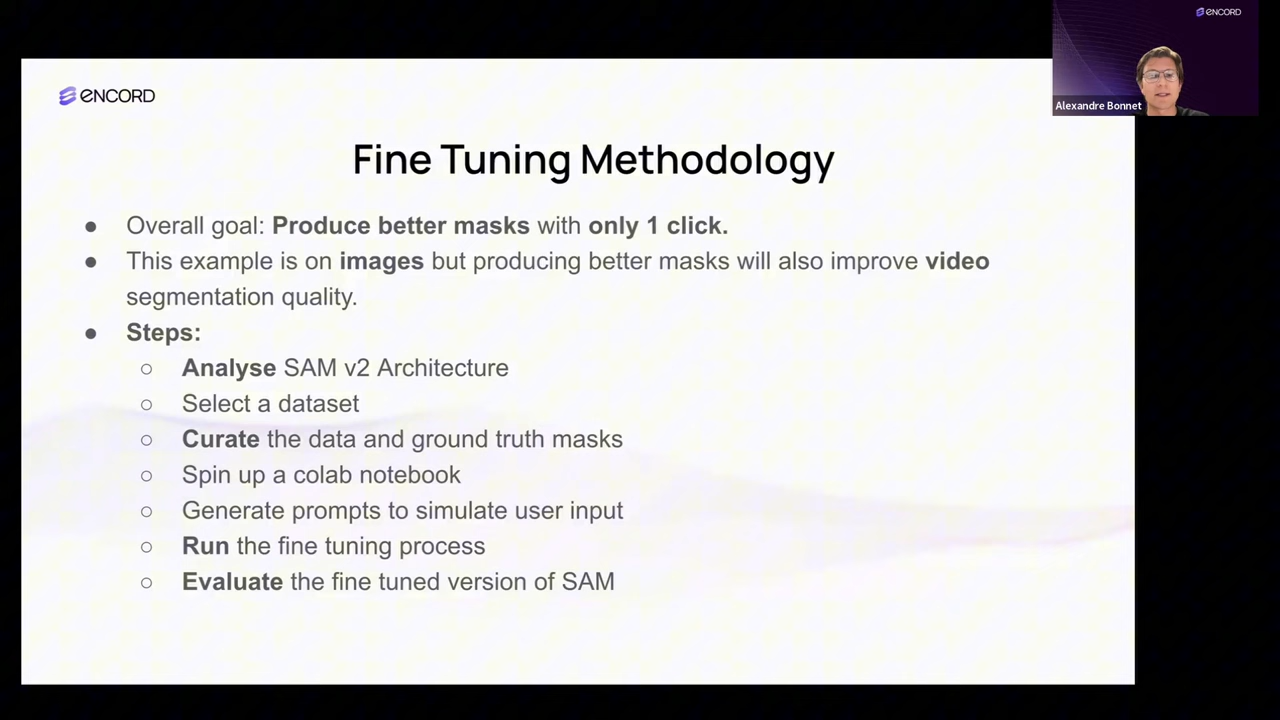 ENCORD
Alexandre Bonnet
ENCORD
Fine Tuning Methodology
● Overall goal: Produce better masks with only 1 click.
● This example is on images but producing better masks will also improve video
segmentation quality.
● Steps:
○ Analyse SAM v2 Architecture
○ Select a dataset
○ Curate the data and ground truth masks
○ Spin up a colab notebook
○ Generate prompts to simulate user input
○ Run the fine tuning process
○ Evaluate the fine tuned version of SAM